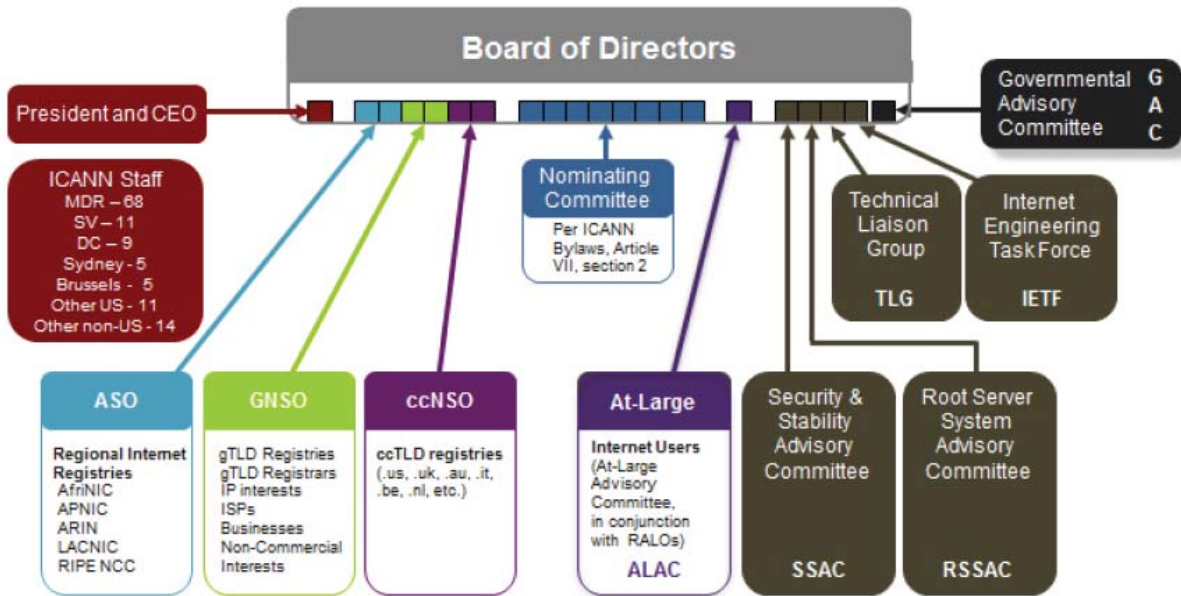 Board of Directors
President and CEO
Governmental G
Advisory A
Committee C
ICANN Staff
MDR – 68
SV – 11
DC – 9
Sydney - 5
Brussels - 5
Other US - 11
Other non-US - 14
Nominating
Committee
Per ICANN
Bylaws, Article
VII, section 2
Technical
Liaison
Group
TLG
Internet
Engineering
Task Force
IETF
ASO
Regional Internet
Registries
AfriNIC
APNIC
ARIN
LACNIC
RIPE NCC
GNSO
gTLD Registries
gTLD Registrars
IP interests
ISPs
Businesses
Non-Commercial
Interests
ccNSO
ccTLD registries
(.us, .uk, .au, .it,
.be, .nl, etc.)
At-Large
Internet Users
(At-Large
Advisory
Committee,
in conjunction
with RALOs)
ALAC
Security &
Stability
Advisory
Committee
SSAC
Root Server
System
Advisory
Committee
RSSAC